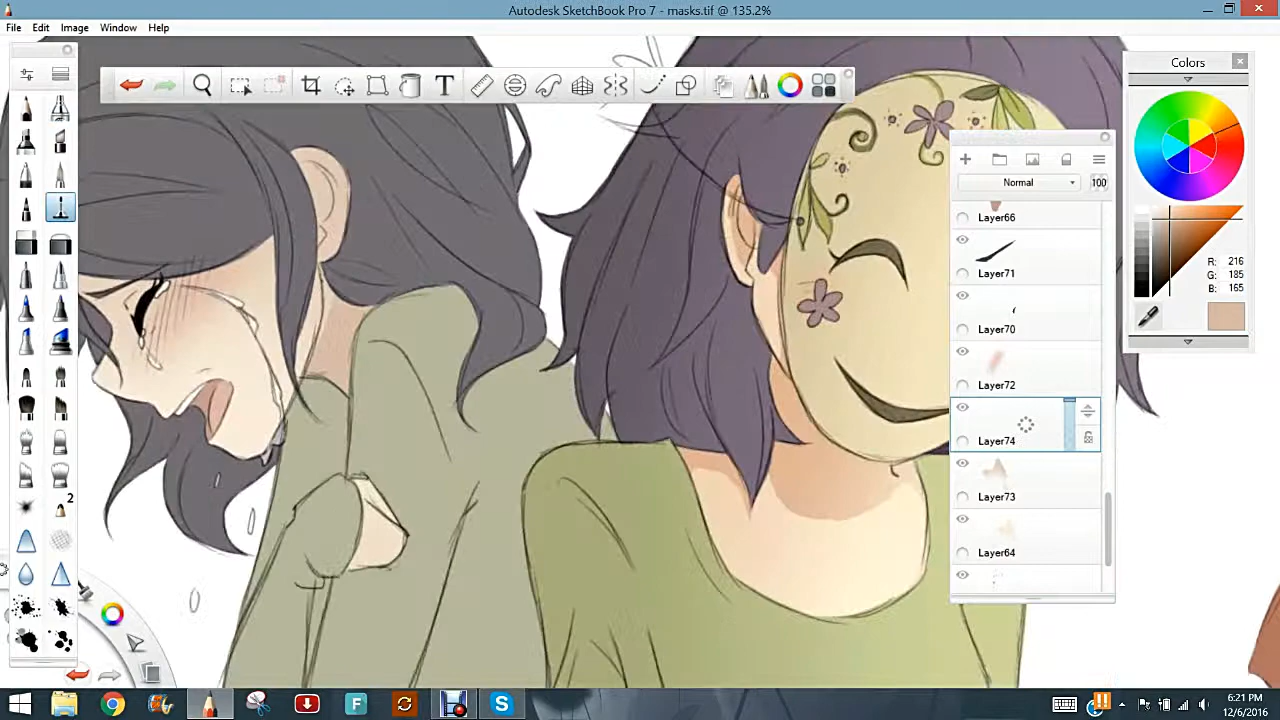 Autodesk SketchBook Pro 7 - masks.tif @ 135.2%
File Edit Image Window Help
T
Colors
Normal 100
Layer66
Layer71
Layer70
Layer72
Layer74
Layer73
Layer64
R: 216
G: 185
B: 165
2
F
S
6:21 PM
12/6/2016